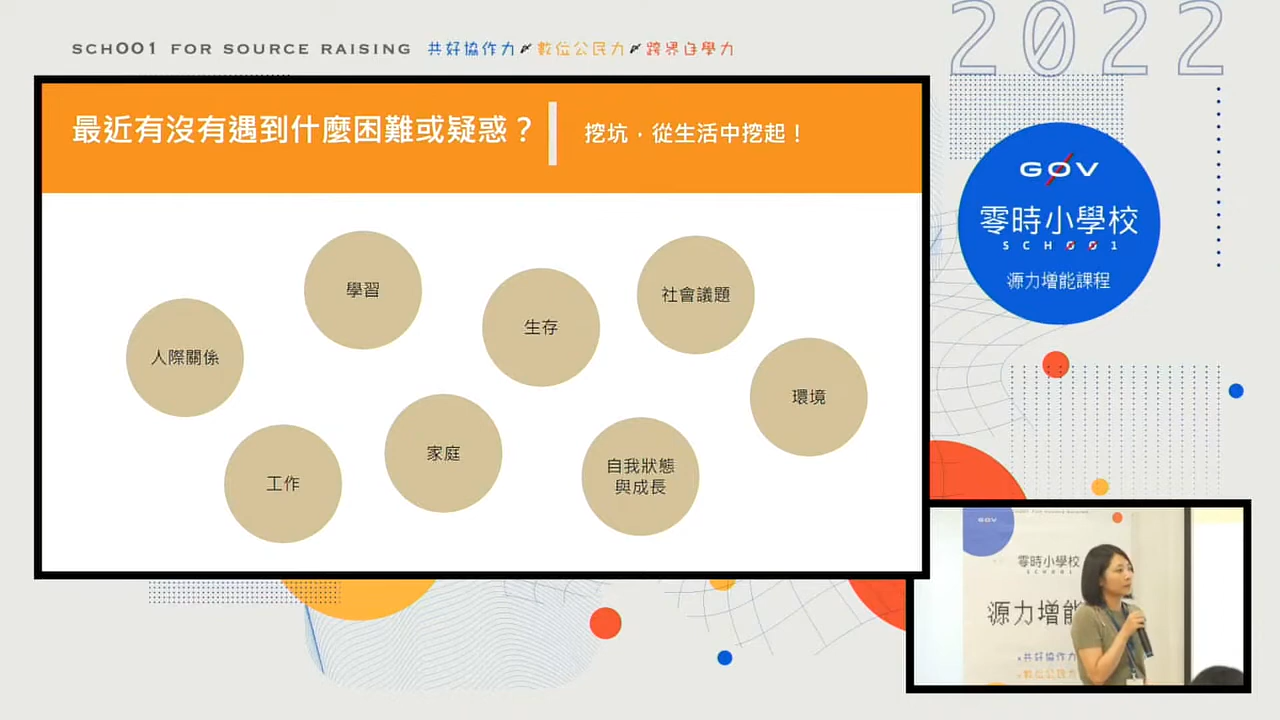 SCHOO1 FOR SOURCE RAISING 共好協作力 數位公民力 跨界自學力
2022
最近有沒有遇到什麼困難或疑惑？ 挖坑，從生活中挖起！
G0V
零時小學校
SCHOO1
源力增能課程
學習
社會議題
生存
人際關係
環境
家庭
自我狀態
與成長
工作
GOV
零時小學校
SCHOO1
源力增能
共好協作力
數位公民力